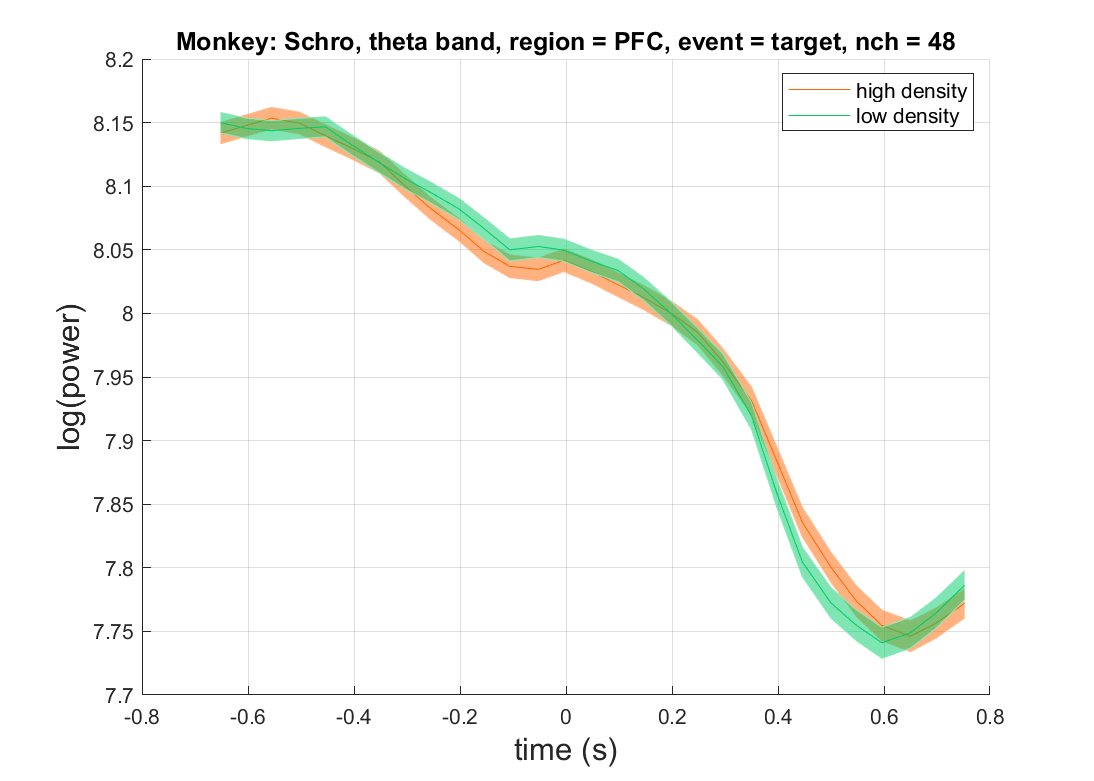 Monkey: Schro, theta band, region = PFC, event = target, nch = 48
high density
low density
log(power)
8.2
8.15
8.1
8.05
8
7.95
7.9
7.85
7.8
7.75
7.7
-0.8 -0.6 -0.4 -0.2 0 0.2 0.4 0.6 0.8
time (s)